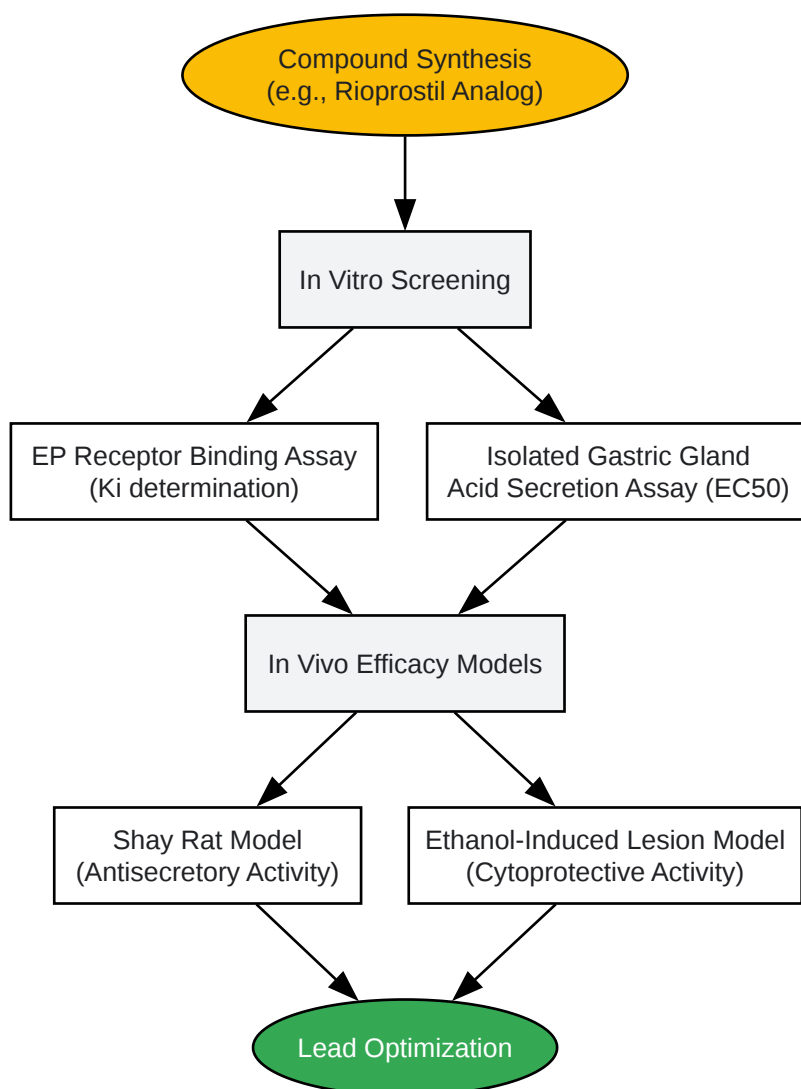 Compound Synthesis
(e.g., Rioprostil Analog)
In Vitro Screening
EP Receptor Binding Assay
(Ki determination)
Isolated Gastric Gland
Acid Secretion Assay (EC50)
In Vivo Efficacy Models
Shay Rat Model
(Antisecretory Activity)
Ethanol-Induced Lesion Model
(Cytoprotective Activity)
Lead Optimization